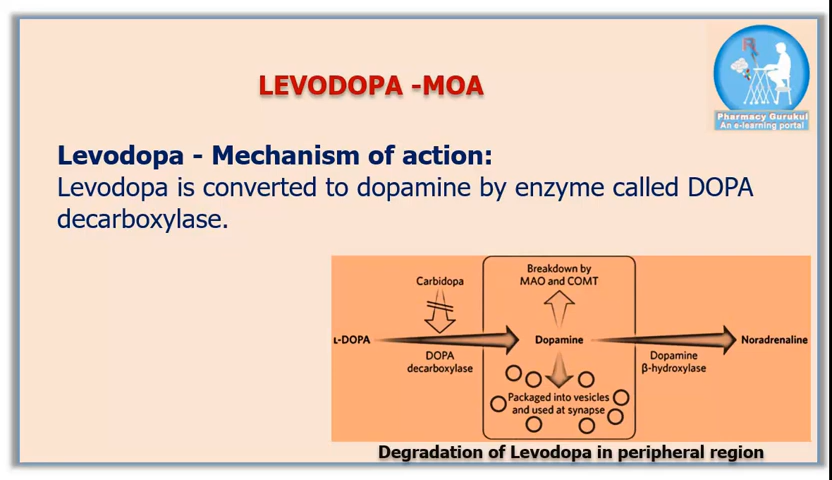 LEVODOPA -MOA
Pharmacy Gurukul
An e-learning portal
Levodopa - Mechanism of action:
Levodopa is converted to dopamine by enzyme called DOPA
decarboxylase.
Carbidopa
Breakdown by
MAO and COMT
L-DOPA
Dopamine
Noradrenaline
DOPA
decarboxylase
Dopamine
β-hydroxylase
Packaged into vesicles
and used at synapse
Degradation of Levodopa in peripheral region